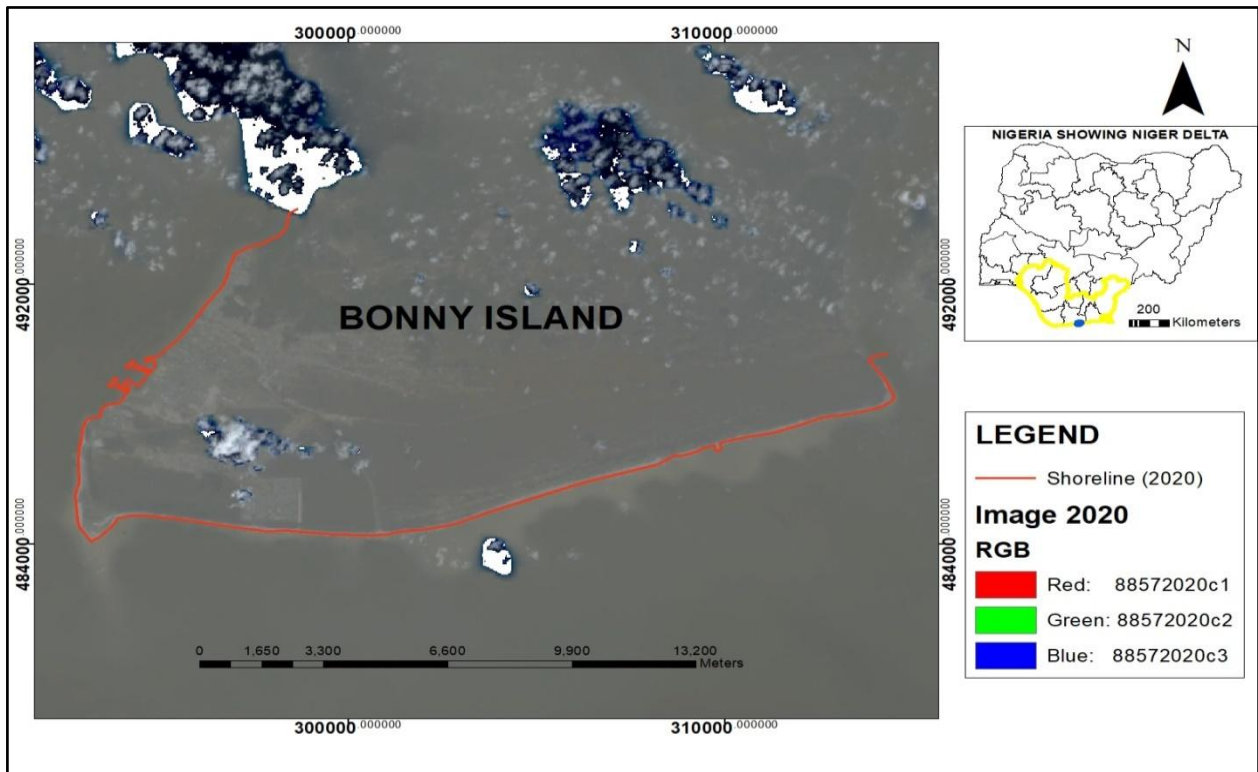 300000.000000
310000.000000
N
NIGERIA SHOWING NIGER DELTA
200
Kilometers
492000.000000
492000.000000
BONNY ISLAND
LEGEND
Shoreline (2020)
Image 2020
RGB
Red: 88572020c1
Green: 88572020c2
Blue: 88572020c3
484000.000000
484000.000000
0 1,650 3,300 6,600 9,900 13,200
Meters
300000.000000
310000.000000